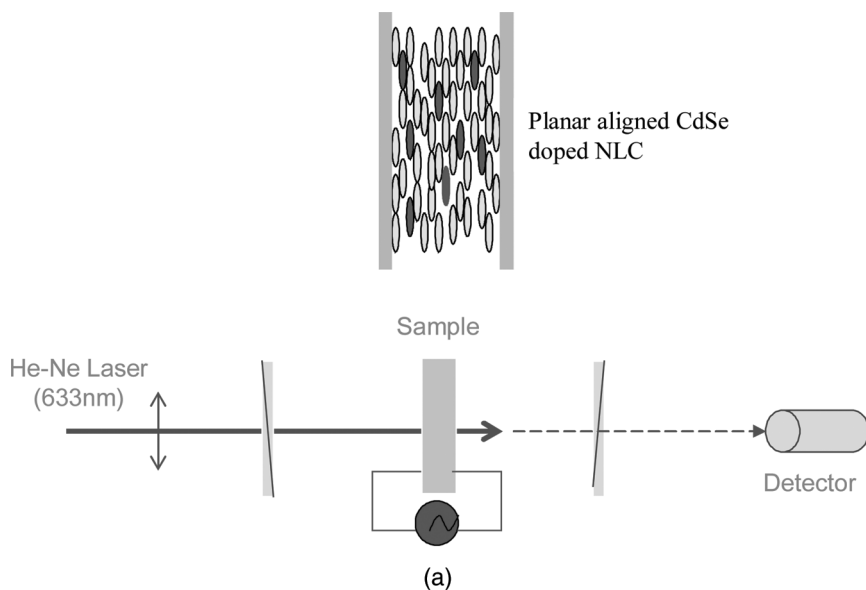 Planar aligned CdSe
doped NLC
Sample
He-Ne Laser
(633nm)
Detector
(a)